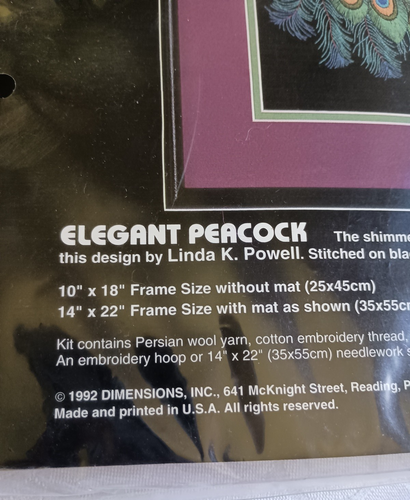 ELEGANT PEACOCK The
this design by Linda K. Powell. Stitched on
10" x 18" Frame Size without mat (25x45cm)
14" x 22" Frame Size with mat as shown
Kit contains Persian wool yarn, cotton embroidery thread,
An embroidery hoop or 14" x 22" (35x55cm) needlework
© 1992 DIMENSIONS, INC., 641 McKnight Street, Reading,
Made and printed in U.S.A. All rights reserved.